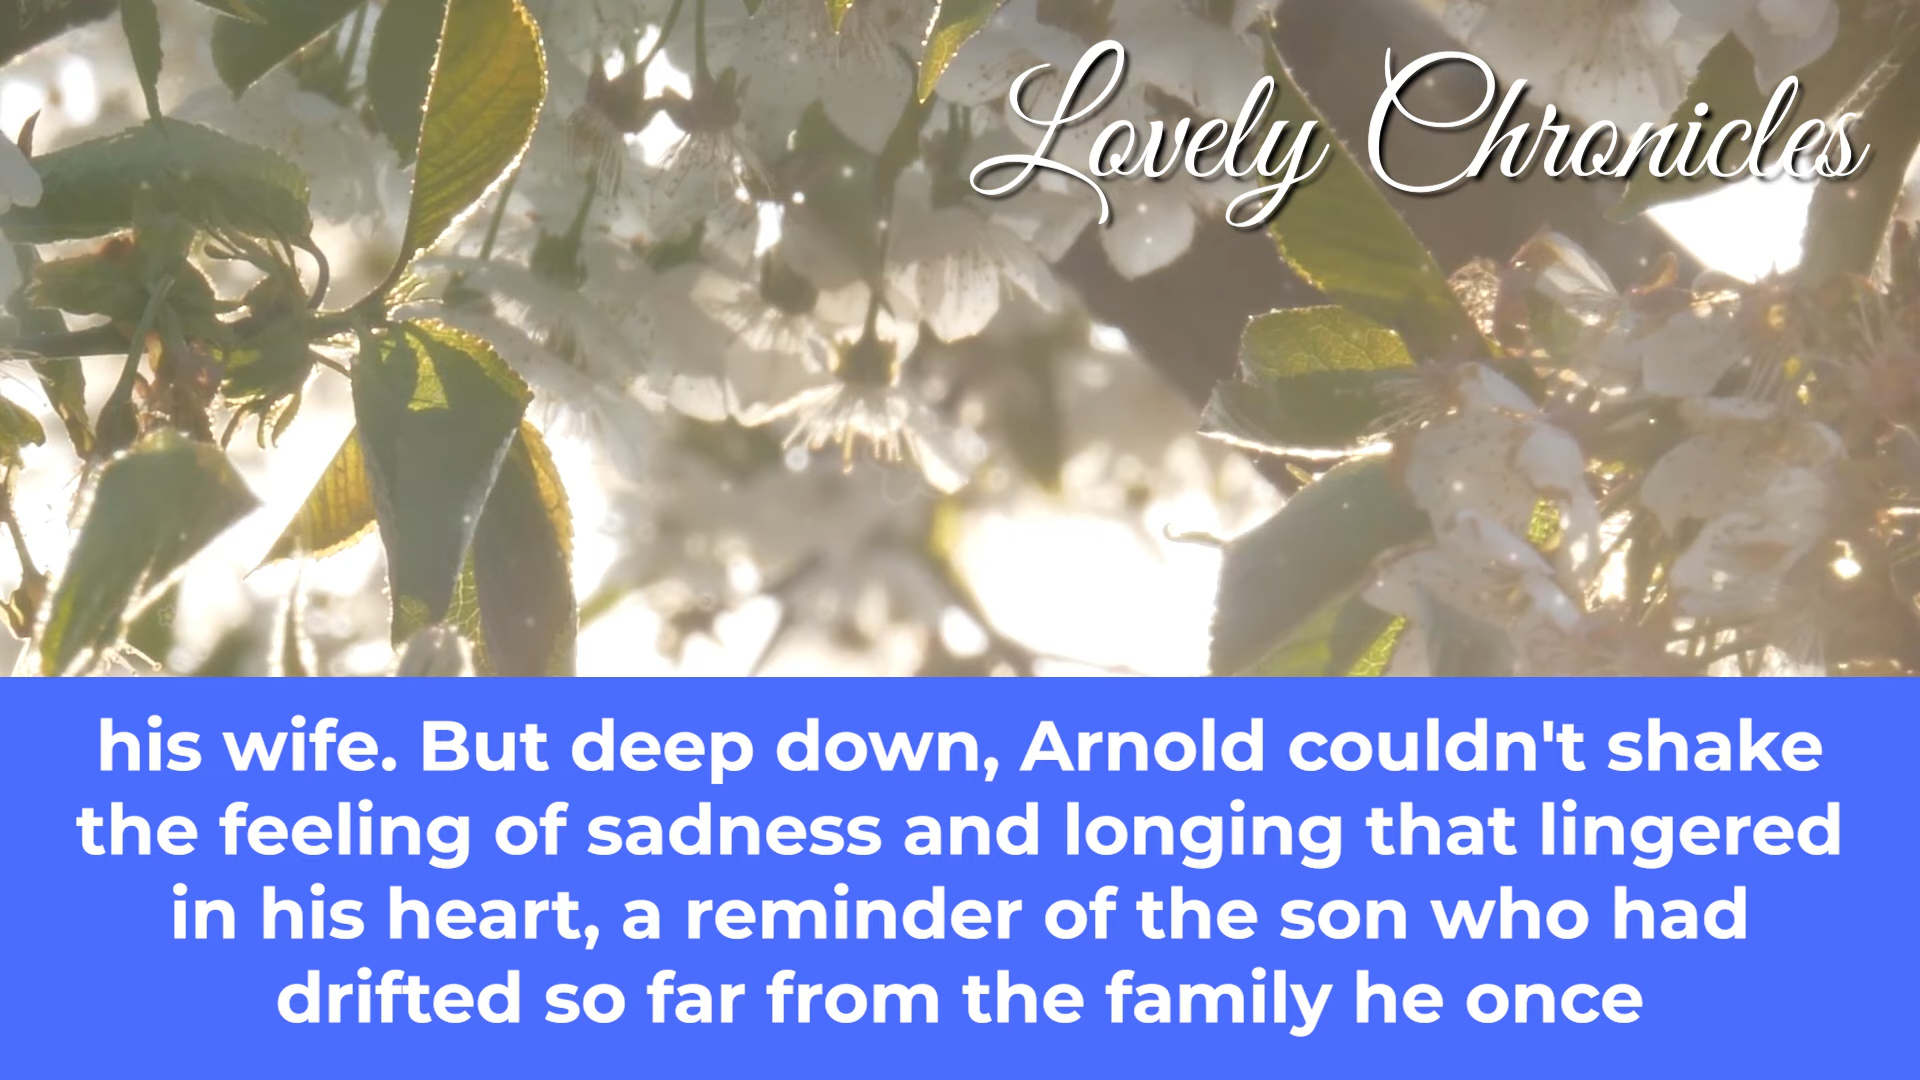 Lovely Chronicles
his wife. But deep down, Arnold couldn't shake
the feeling of sadness and longing that lingered
in his heart, a reminder of the son who had
drifted so far from the family he once